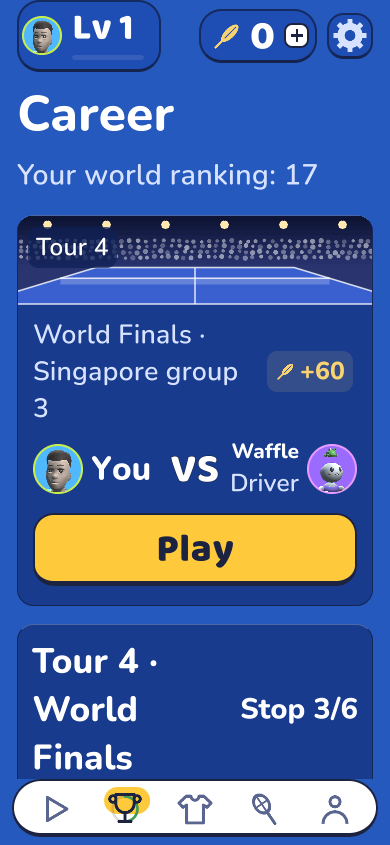 Lv 1
0
Career
Your world ranking: 17
Tour 4
World Finals ·
Singapore group
3
+60
You
VS
Waffle
Driver
Play
Tour 4 ·
World
Finals
Stop 3/6